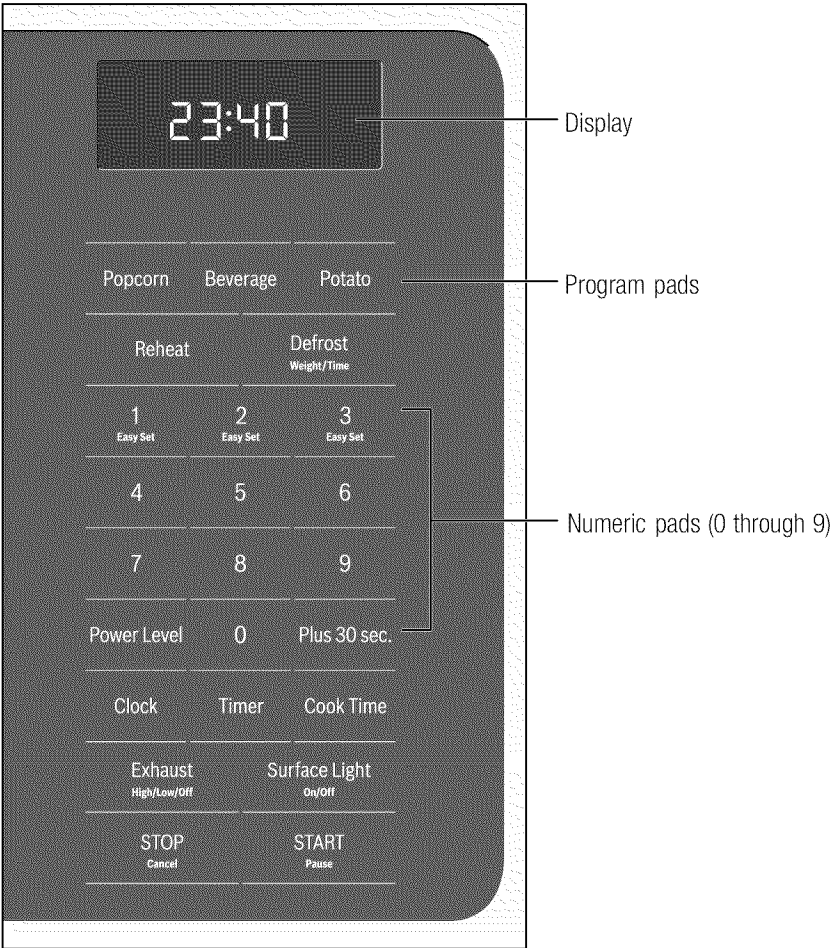 23:40
Display
Popcorn Beverage Potato
Program pads
Reheat Defrost
Weight/Time
1 2 3
Easy Set Easy Set Easy Set
4 5 6
Numeric pads (0 through 9)
7 8 9
Power Level 0 Plus 30 sec.
Clock Timer Cook Time
Exhaust Surface Light
High/Low/Off On/Off
STOP START
Cancel Pause